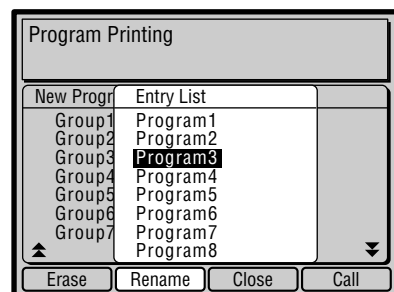 Program Printing
New Progr
Entry List
Group1
Group2
Group3
Group4
Group5
Group6
Group7
Program1
Program2
Program3
Program4
Program5
Program6
Program7
Program8
Erase Rename Close Call